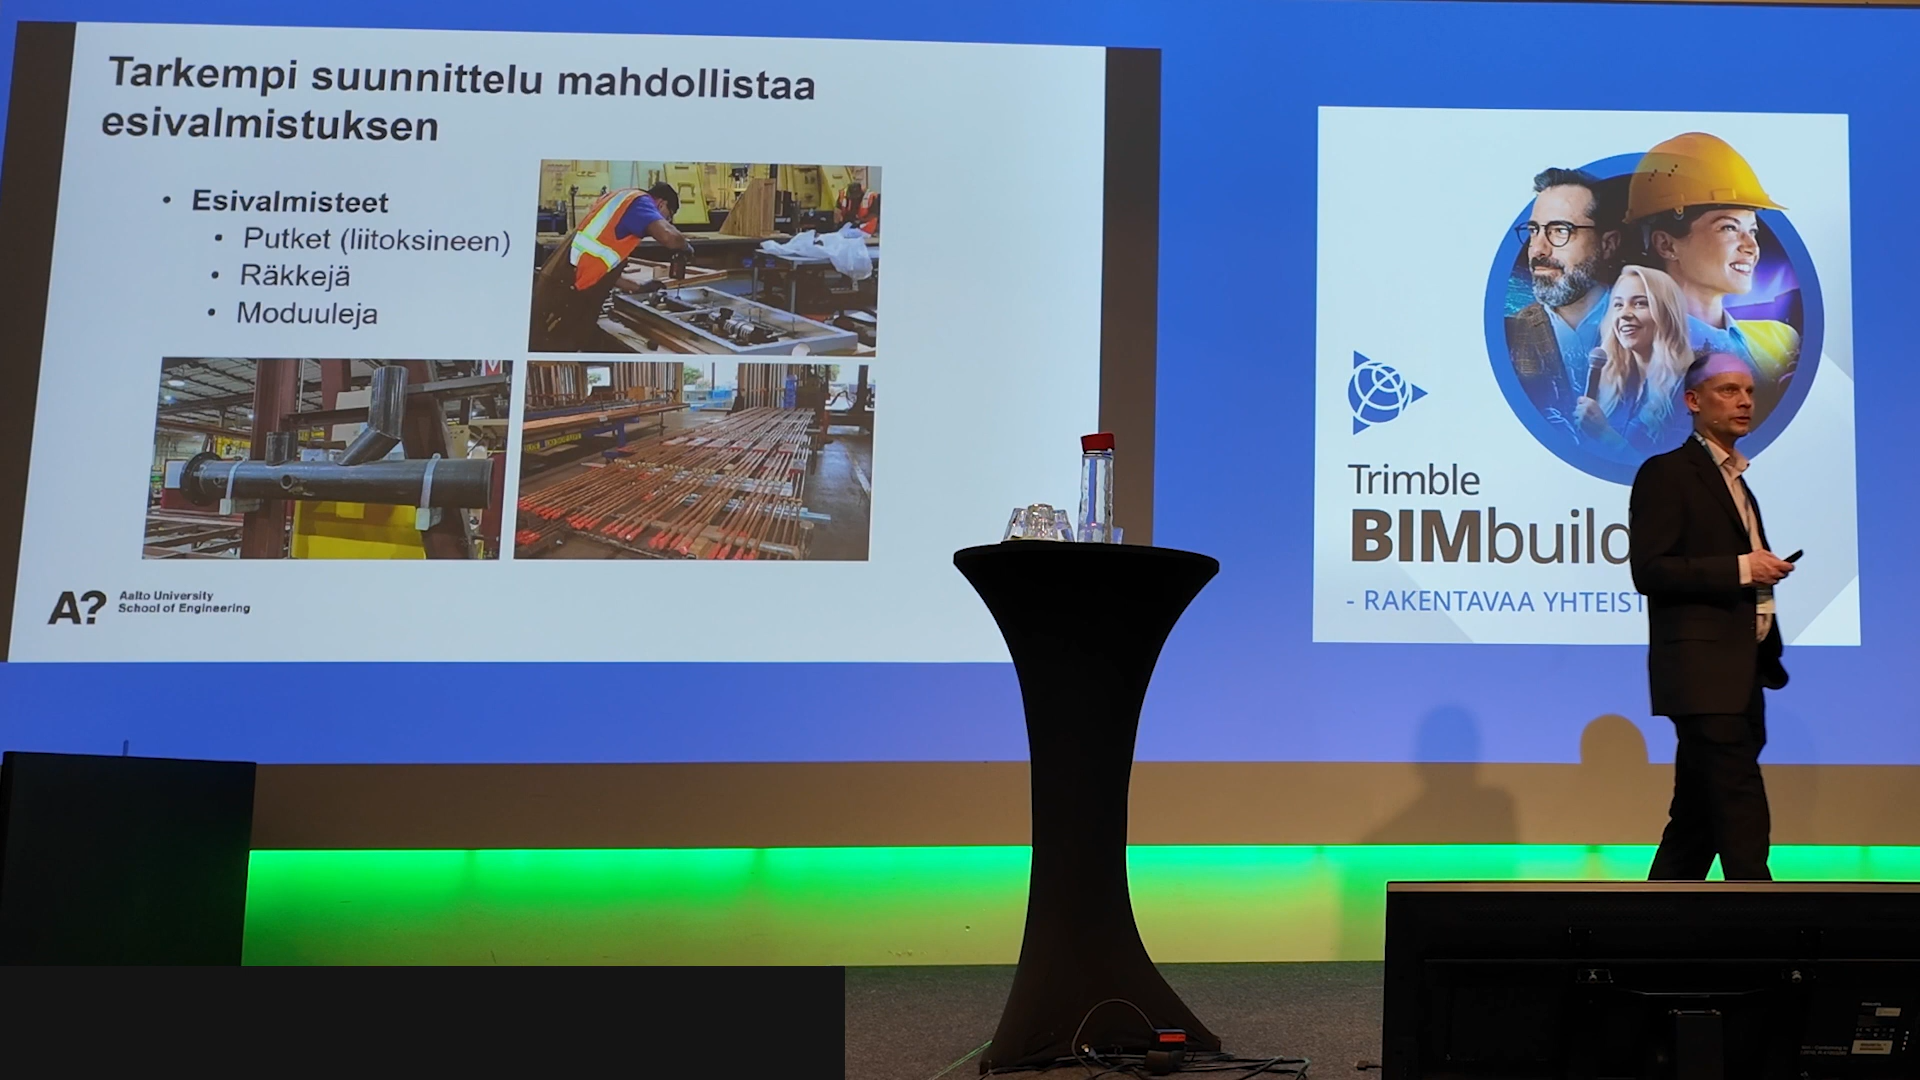 Tarkempi suunnittelu mahdollistaa
esivalmistuksen
• Esivalmisteet
• Putket (liitoksineen)
• Räkkejä
• Moduuleja
A?
Aalto University
School of Engineering
Trimble
BIMbuild
- RAKENTAVAA YHTEIST